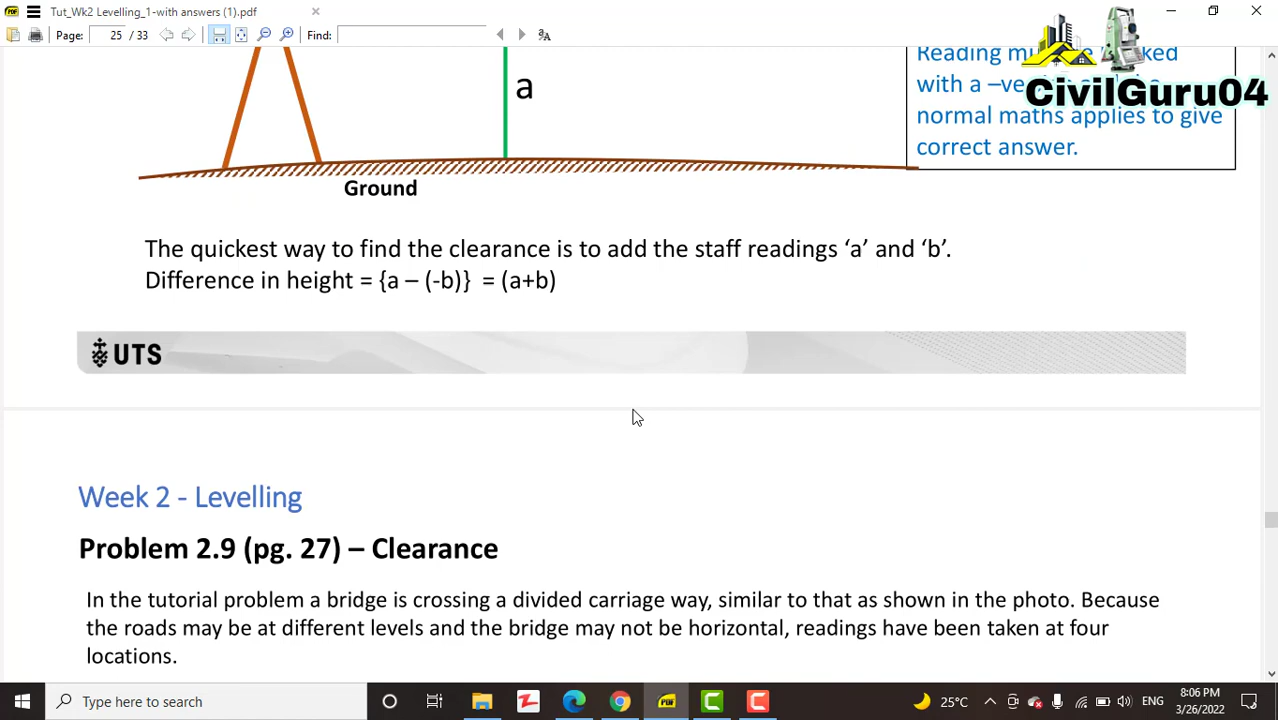 Tut_Wk2 Levelling_1-with answers (1).pdf
Page: 25 / 33 Find:
Reading
with a –ve
normal maths applies to give
correct answer.
CivilGuru04
a
Ground
The quickest way to find the clearance is to add the staff readings ‘a’ and ‘b’.
Difference in height = {a – (-b)} = (a+b)
UTS
Week 2 - Levelling
Problem 2.9 (pg. 27) – Clearance
In the tutorial problem a bridge is crossing a divided carriage way, similar to that as shown in the photo. Because
the roads may be at different levels and the bridge may not be horizontal, readings have been taken at four
locations.
Type here to search
25°C
ENG
8:06 PM
3/26/2022